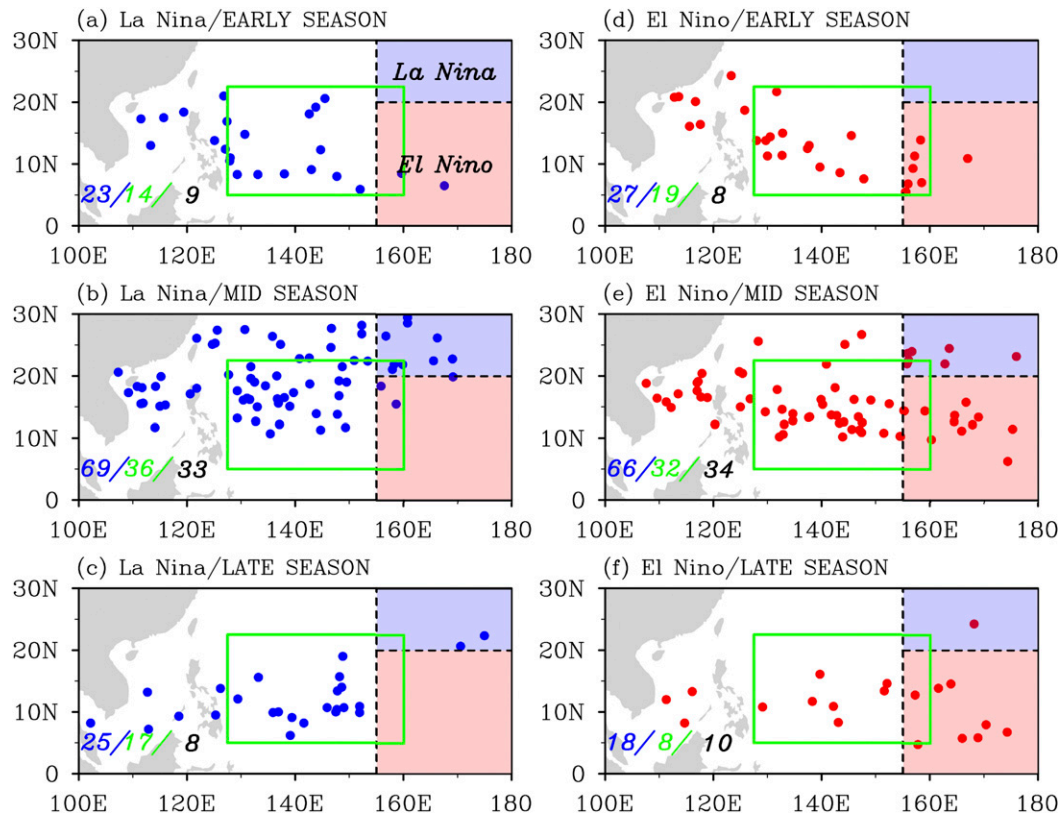 (a) La Nina/EARLY SEASON
30N
20N
10N
0
La Nina
El Nino
23/14/ 9
100E 120E 140E 160E 180
(d) El Nino/EARLY SEASON
30N
20N
10N
0
27/19/ 8
100E 120E 140E 160E 180
(b) La Nina/MID SEASON
30N
20N
10N
0
69/36/ 33
100E 120E 140E 160E 180
(e) El Nino/MID SEASON
30N
20N
10N
0
66/32/ 34
100E 120E 140E 160E 180
(c) La Nina/LATE SEASON
30N
20N
10N
0
25/17/ 8
100E 120E 140E 160E 180
(f) El Nino/LATE SEASON
30N
20N
10N
0
18/8/ 10
100E 120E 140E 160E 180